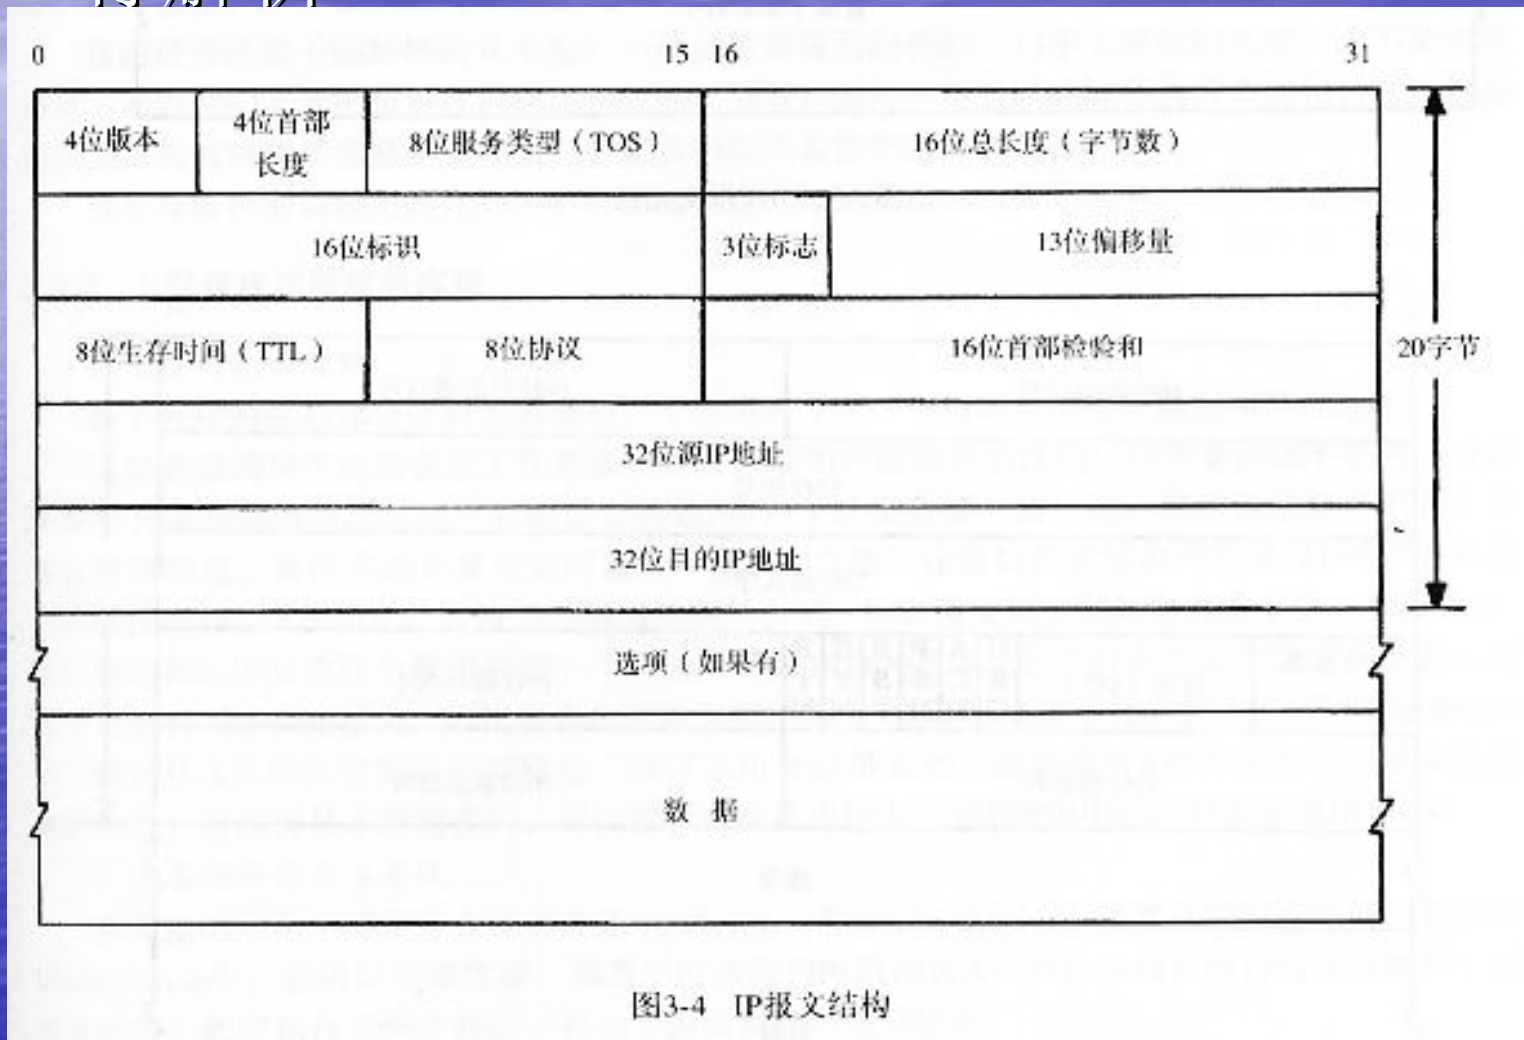 0 15 16 31
4位版本
4位首部
长度
8位服务类型（TOS）
16位总长度（字节数）
16位标识
3位标志
13位偏移量
8位生存时间（TTL）
8位协议
16位首部检验和
20字节
32位源IP地址
32位目的IP地址
选项（如果有）
数 据
图3-4 IP报文结构